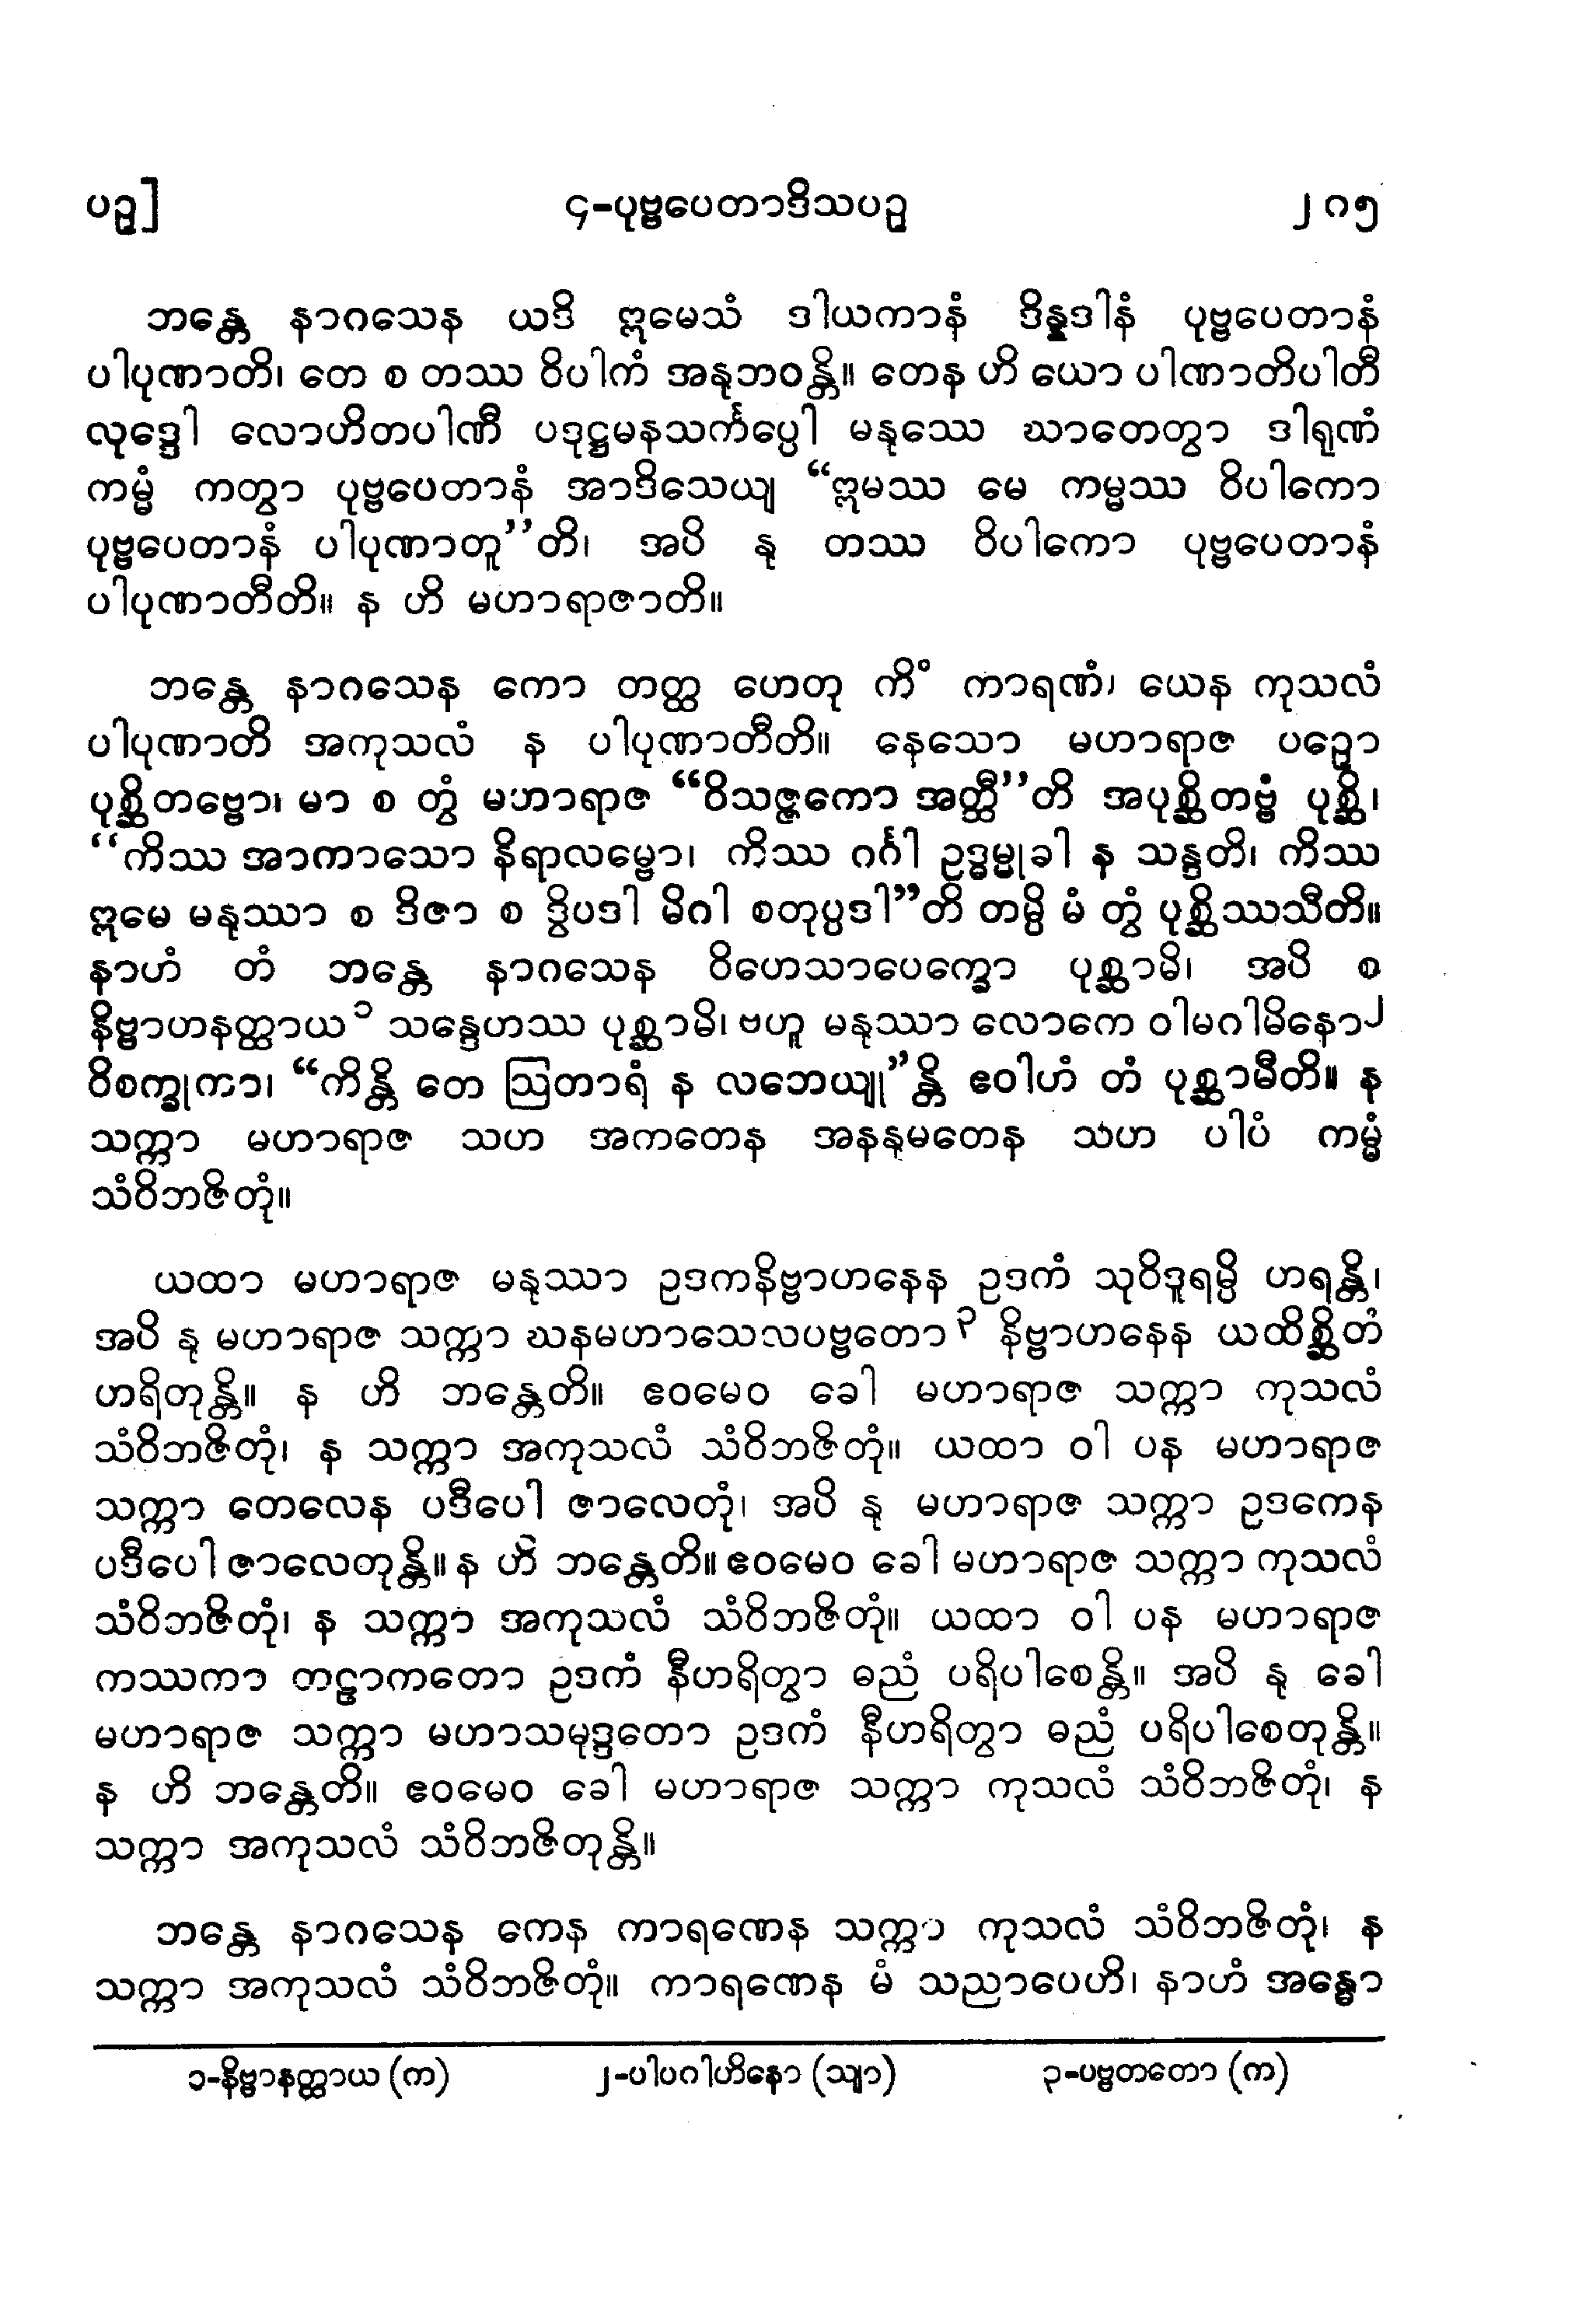 ပဥှ]
၄-ပုဗ္ဗပေတာဒိသပဥှ
၂၈၅
ဘန္တေ နာဂသေန ယဒိ ဣမေသံ ဒါယကာနံ ဒိန္နဒါနံ ပုဗ္ဗပေတာနံ
ပါပုဏာတိ၊ တေ စ တဿ ဝိပါကံ အနုဘဝန္တိ။ တေန ဟိ ယော ပါဏာတိပါတီ
လုဒ္ဒေါ လောဟိတပါဏီ ပဒုဋ္ဌမနသင်္ကပ္ပေါ မနုဿေ ဃာတေတွာ ဒါရုဏံ
ကမ္မံ ကတွာ ပုဗ္ဗပေတာနံ အာဒိသေယျ “ဣမဿ မေ ကမ္မဿ ဝိပါကော
ပုဗ္ဗပေတာနံ ပါပုဏာတူ”တိ၊ အပိ နု တဿ ဝိပါကော ပုဗ္ဗပေတာနံ
ပါပုဏာတီတိ။ န ဟိ မဟာရာဇာတိ။
ဘန္တေ နာဂသေန ကော တတ္ထ ဟေတု ကိံ ကာရဏံ၊ ယေန ကုသလံ
ပါပုဏာတိ အကုသလံ န ပါပုဏာတီတိ။ နေသော မဟာရာဇ ပဉှော
ပုစ္ဆိတဗ္ဗော၊ မာ စ တွံ မဟာရာဇ “ဝိသဇ္ဇကော အတ္ထီ”တိ အပုစ္ဆိတဗ္ဗံ ပုစ္ဆိ၊
“ကိဿ အာကာသော နိရာလမ္ဗော၊ ကိဿ ဂင်္ဂါ ဥဒ္ဓမ္မုခါ န သန္ဒတိ၊ ကိဿ
ဣမေ မနုဿာ စ ဒိဇာ စ ဒွိပဒါ မိဂါ စတုပ္ပဒါ”တိ တမ္ပိ မံ တွံ ပုစ္ဆိဿသီတိ။
နာဟံ တံ ဘန္တေ နာဂသေန ဝိဟေသာပေက္ခော ပုစ္ဆာမိ၊ အပိ စ
နိဗ္ဗာဟနတ္ထာယ၁ သန္ဒေဟဿ ပုစ္ဆာမိ၊ ဗဟူ မနုဿာ လောကေ ဝါမဂါမိနော၂
ဝိစက္ခုကာ၊ “ကိန္တိ တေ ဩတာရံ န လဘေယျု”န္တိ ဧဝါဟံ တံ ပုစ္ဆာမီတိ။ န
သက္ကာ မဟာရာဇ သဟ အကတေန အနနုမတေန သဟ ပါပံ ကမ္မံ
သံဝိဘဇိတုံ။
ယထာ မဟာရာဇ မနုဿာ ဥဒကနိဗ္ဗာဟနေန ဥဒကံ သုဝိဒူရမ္ပိ ဟရန္တိ၊
အပိ နု မဟာရာဇ သက္ကာ ဃနမဟာသေလပဗ္ဗတော၃ နိဗ္ဗာဟနေန ယထိစ္ဆိတံ
ဟရိတုန္တိ။ န ဟိ ဘန္တေတိ။ ဧဝမေဝ ခေါ မဟာရာဇ သက္ကာ ကုသလံ
သံဝိဘဇိတုံ၊ န သက္ကာ အကုသလံ သံဝိဘဇိတုံ။ ယထာ ဝါ ပန မဟာရာဇ
သက္ကာ တေလေန ပဒီပေါ ဇာလေတုံ၊ အပိ နု မဟာရာဇ သက္ကာ ဥဒကေန
ပဒီပေါ ဇာလေတုန္တိ။ န ဟိ ဘန္တေတိ။ ဧဝမေဝ ခေါ မဟာရာဇ သက္ကာ ကုသလံ
သံဝိဘဇိတုံ၊ န သက္ကာ အကုသလံ သံဝိဘဇိတုံ။ ယထာ ဝါ ပန မဟာရာဇ
ကဿကာ တဠာကတော ဥဒကံ နီဟရိတွာ ဓညံ ပရိပါစေန္တိ။ အပိ နု ခေါ
မဟာရာဇ သက္ကာ မဟာသမုဒ္ဒတော ဥဒကံ နီဟရိတွာ ဓညံ ပရိပါစေတုန္တိ။
န ဟိ ဘန္တေတိ။ ဧဝမေဝ ခေါ မဟာရာဇ သက္ကာ ကုသလံ သံဝိဘဇိတုံ၊ န
သက္ကာ အကုသလံ သံဝိဘဇိတုန္တိ။
ဘန္တေ နာဂသေန ကေန ကာရဏေန သက္ကာ ကုသလံ သံဝိဘဇိတုံ၊ န
သက္ကာ အကုသလံ သံဝိဘဇိတုံ။ ကာရဏေန မံ သညာပေဟိ၊ နာဟံ အန္ဓော
၁-နိဗ္ဗာနတ္ထာယ (က)
၂-ပါပဂါဟိနော (သျာ)
၃-ပဗ္ဗတတော (က)